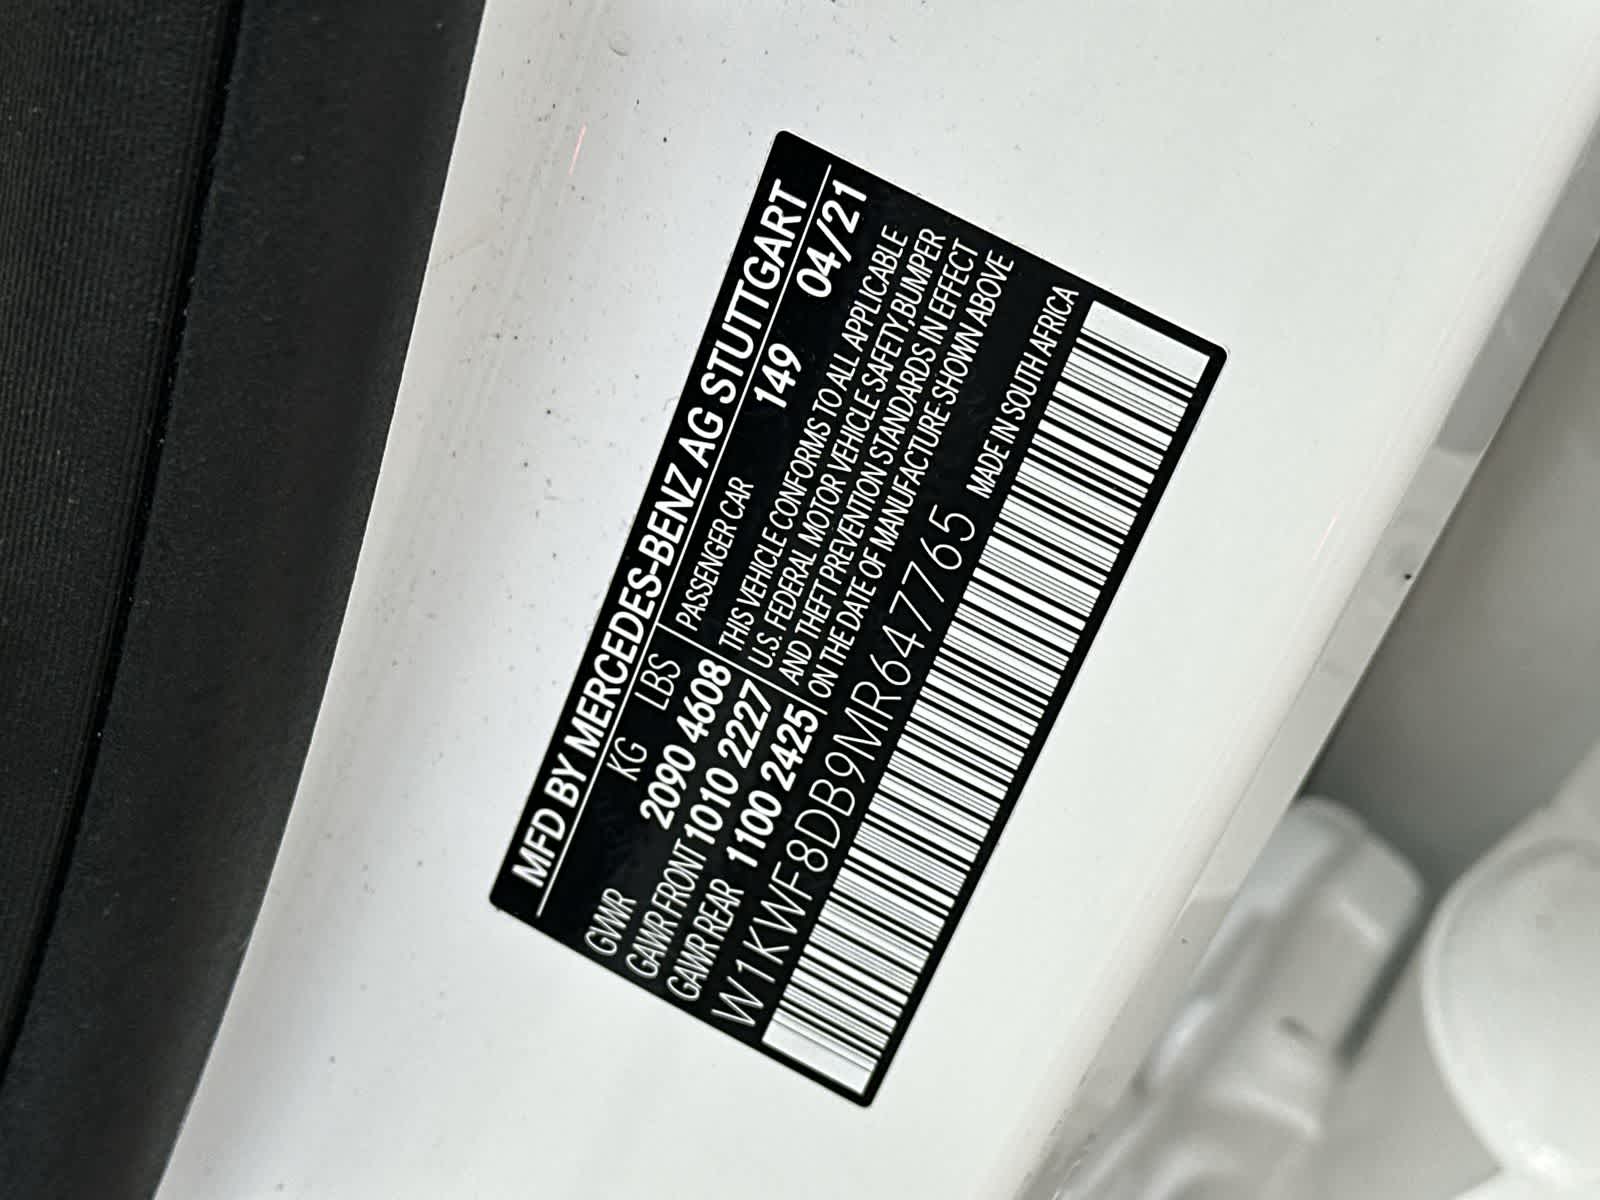 MFD BY MERCEDES-BENZ AG STUTTGART
KG LBS PASSENGER CAR 149 04/21
GVWR 2090 4608 THIS VEHICLE CONFORMS TO ALL APPLICABLE
GAWR FRONT 1010 2227 U.S. FEDERAL MOTOR VEHICLE SAFETY,BUMPER
GAWR REAR 1100 2425 AND THEFT PREVENTION STANDARDS IN EFFECT
ON THE DATE OF MANUFACTURE SHOWN ABOVE
W1KWF8DB9MR647765 MADE IN SOUTH AFRICA